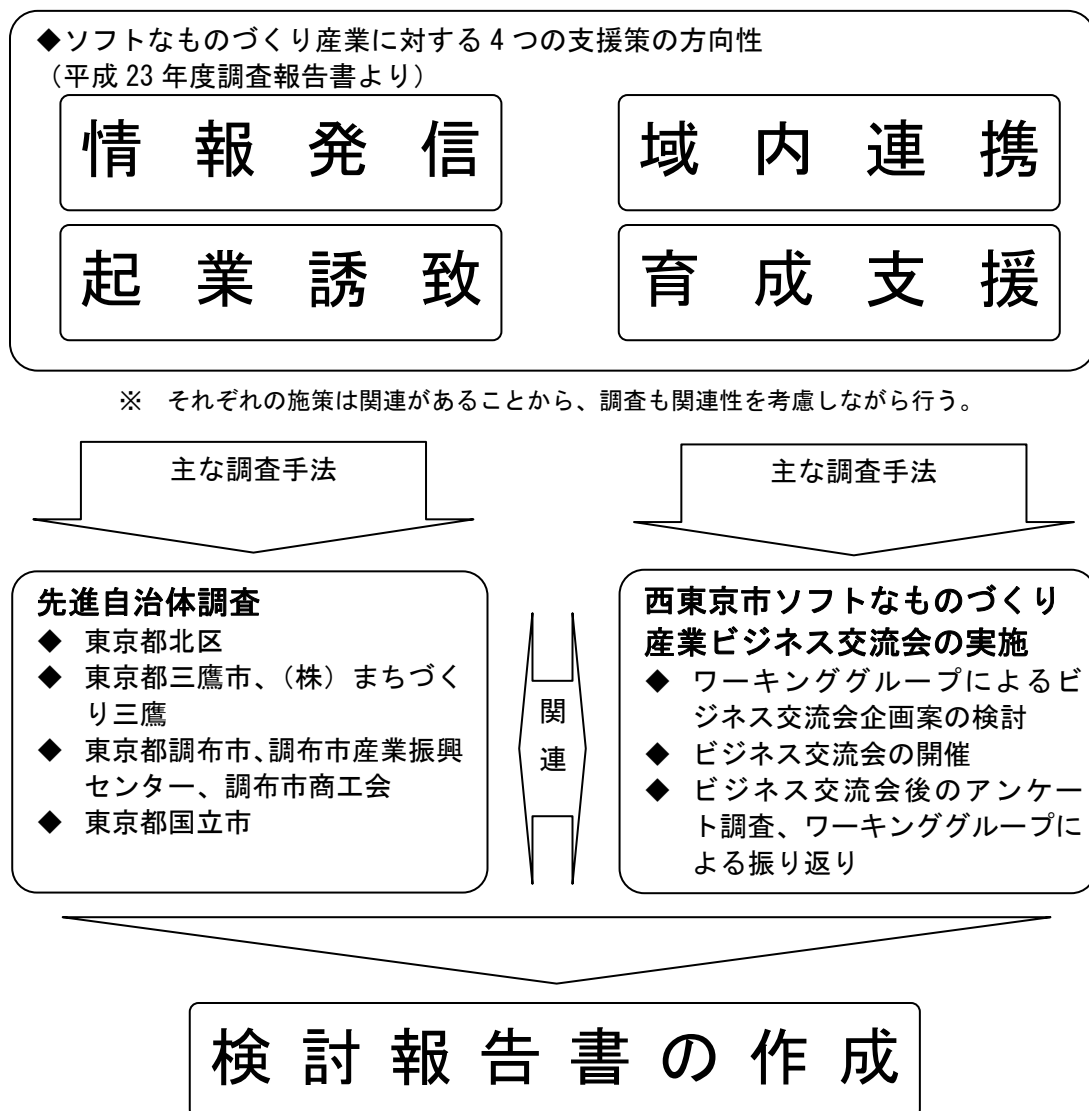 ◆ソフトなものづくり産業に対する4つの支援策の方向性
（平成23年度調査報告書より）
情報発信
域内連携
起業誘致
育成支援
※　それぞれの施策は関連があることから、調査も関連性を考慮しながら行う。
主な調査手法
主な調査手法
先進自治体調査
◆ 東京都北区
◆ 東京都三鷹市、（株）まちづく
り三鷹
◆ 東京都調布市、調布市産業振興
センター、調布市商工会
◆ 東京都国立市
関
連
西東京市ソフトなものづくり
産業ビジネス交流会の実施
◆ ワーキンググループによるビ
ジネス交流会企画案の検討
◆ ビジネス交流会の開催
◆ ビジネス交流会後のアンケー
ト調査、ワーキンググループに
よる振り返り
検討報告書の作成